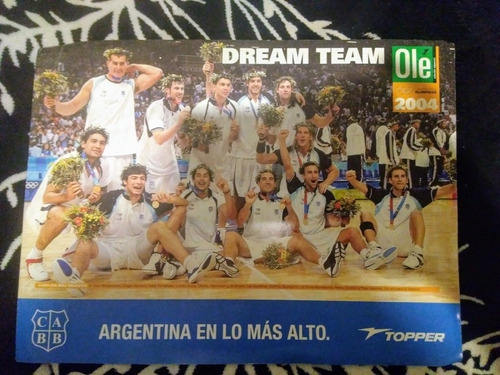 DREAM TEAM
Olé
2004
CABB
ARGENTINA EN LO MÁS ALTO.
TOPPER